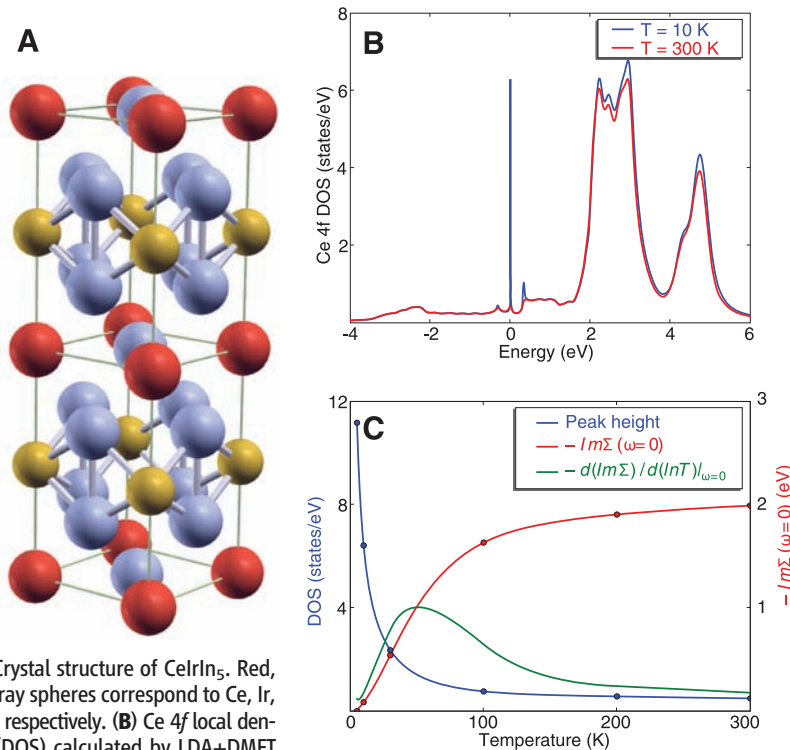 A
B
8
6
4
2
Ce 4f DOS (states/eV)
T = 10 K
T = 300 K
-4
-2
0
2
4
6
Energy (eV)
C
12
8
4
0
DOS (states/eV)
Peak height
– ImΣ (ω=0)
– d(ImΣ) / d(lnT)|ω=0
3
2
1
– ImΣ (ω=0) (eV)
0
100
200
300
Temperature (K)
Crystal structure of CeIrIn5. Red,
ray spheres correspond to Ce, Ir,
respectively. (B) Ce 4f local den-
(DOS) calculated by LDA+DMFT